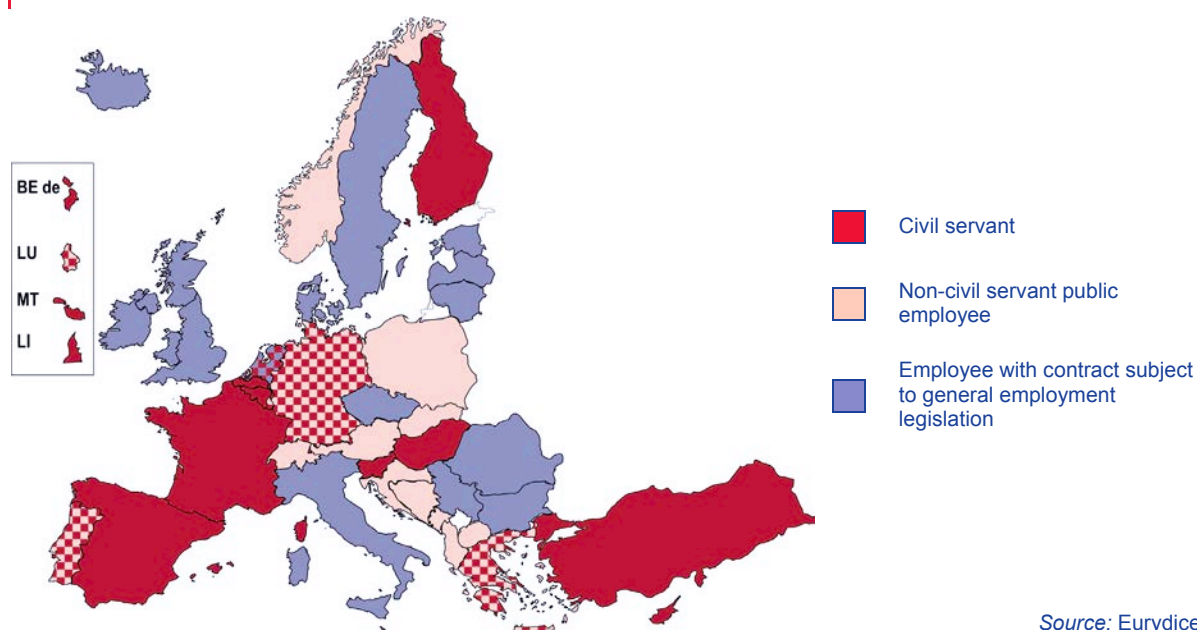 BE de
LU
MT
LI
Civil servant
Non-civil servant public
employee
Employee with contract subject
to general employment
legislation
Source: Eurydice